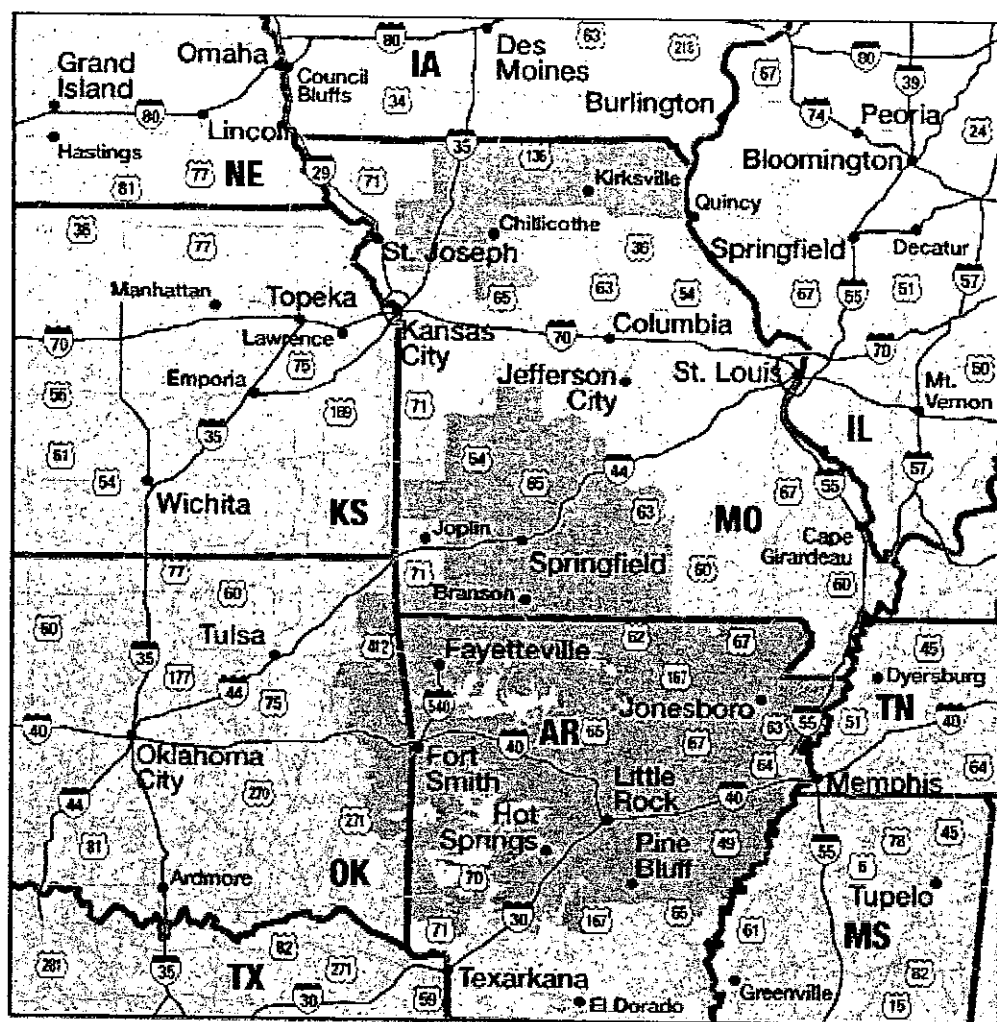 80
Des
Moines
63
218
Omaha
Council
Bluffs
IA
67
80
39
Grand
Island
34
Burlington
74
Peoria
24
80
Lincoln
Hastings
77
NE
81
29
71
35
136
Kirksville
Bloomington
Quincy
36
77
Chillicothe
36
Springfield
Decatur
St. Joseph
Manhattan
Topeka
65
63
54
67
55
51
57
70
Lawrence
Kansas
City
70
Columbia
70
75
Emporia
Jefferson
City
St. Louis
50
Mt.
Vernon
56
169
71
IL
35
61
54
54
65
44
57
Wichita
KS
63
67
55
MO
Joplin
Cape
Girardeau
Springfield
77
71
60
60
60
Branson
60
Tulsa
412
62
67
45
35
Fayetteville
167
Dyersburg
177
44
75
540
Jonesboro
TN
40
AR
65
63
55
51
40
Oklahoma
City
Fort
Smith
40
67
64
64
Memphis
44
270
Little
Rock
40
271
Hot
Springs
81
49
78
45
55
6
Pine
Bluff
Ardmore
OK
70
Tupelo
30
167
65
MS
71
61
82
281
35
TX
271
82
Texarkana
30
59
El Dorado
Greenville
15